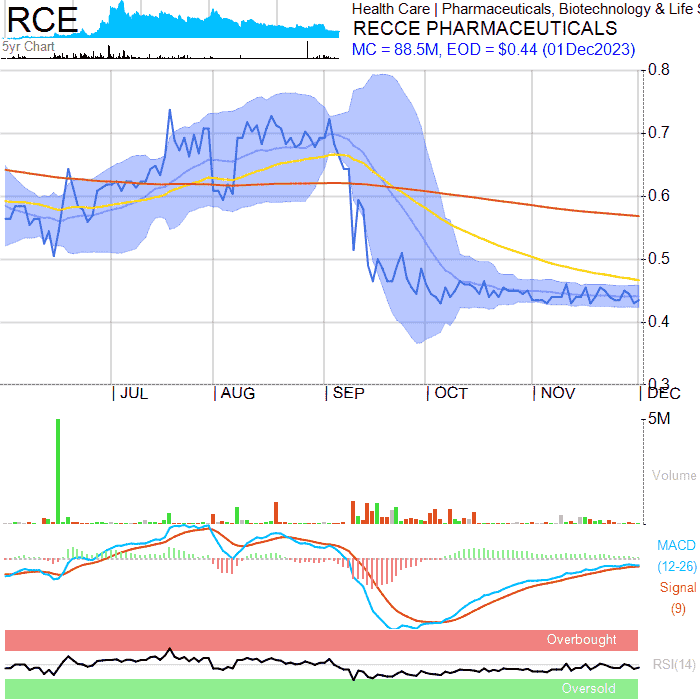 RCE
5yr Chart
Health Care | Pharmaceuticals, Biotechnology & Life
RECCE PHARMACEUTICALS
MC = 88.5M, EOD = $0.44 (01Dec2023)
0.8
0.7
0.6
0.5
0.4
0.3
JUL AUG SEP OCT NOV DEC
5M
Volume
MACD
(12-26)
Signal
(9)
Overbought
RSI(14)
Oversold